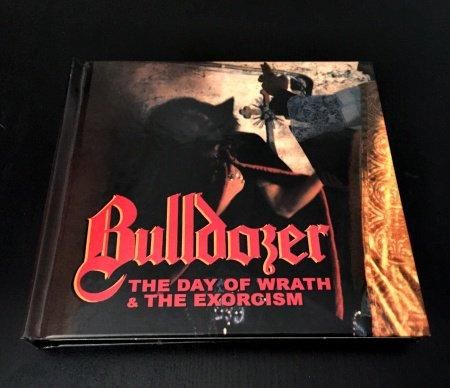 Bulldozer
THE DAY OF WRATH
& THE EXORCISM